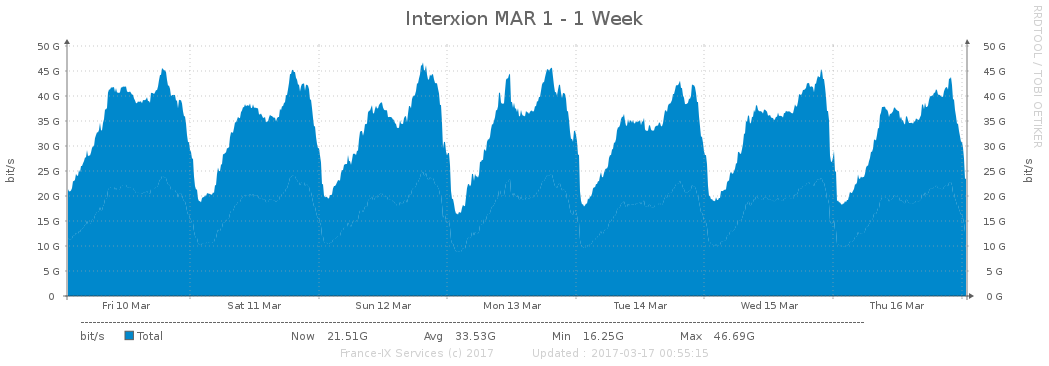 Interxion MAR 1 - 1 Week
RRDTOOL / TOBI OETIKER
bit/s
50 G
45 G
40 G
35 G
30 G
25 G
20 G
15 G
10 G
5 G
0
50 G
45 G
40 G
35 G
30 G
25 G
20 G
15 G
10 G
5 G
0 G
bit/s
Fri 10 Mar Sat 11 Mar Sun 12 Mar Mon 13 Mar Tue 14 Mar Wed 15 Mar Thu 16 Mar
bit/s Total Now 21.51G Avg 33.53G Min 16.25G Max 46.69G
France-IX Services (c) 2017 Updated : 2017-03-17 00:55:15